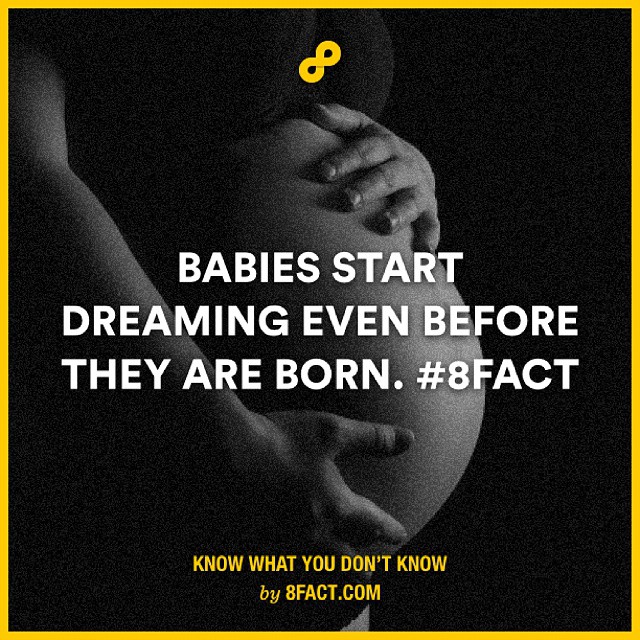 BABIES START
DREAMING EVEN BEFORE
THEY ARE BORN. #8FACT
KNOW WHAT YOU DON'T KNOW
by 8FACT.COM